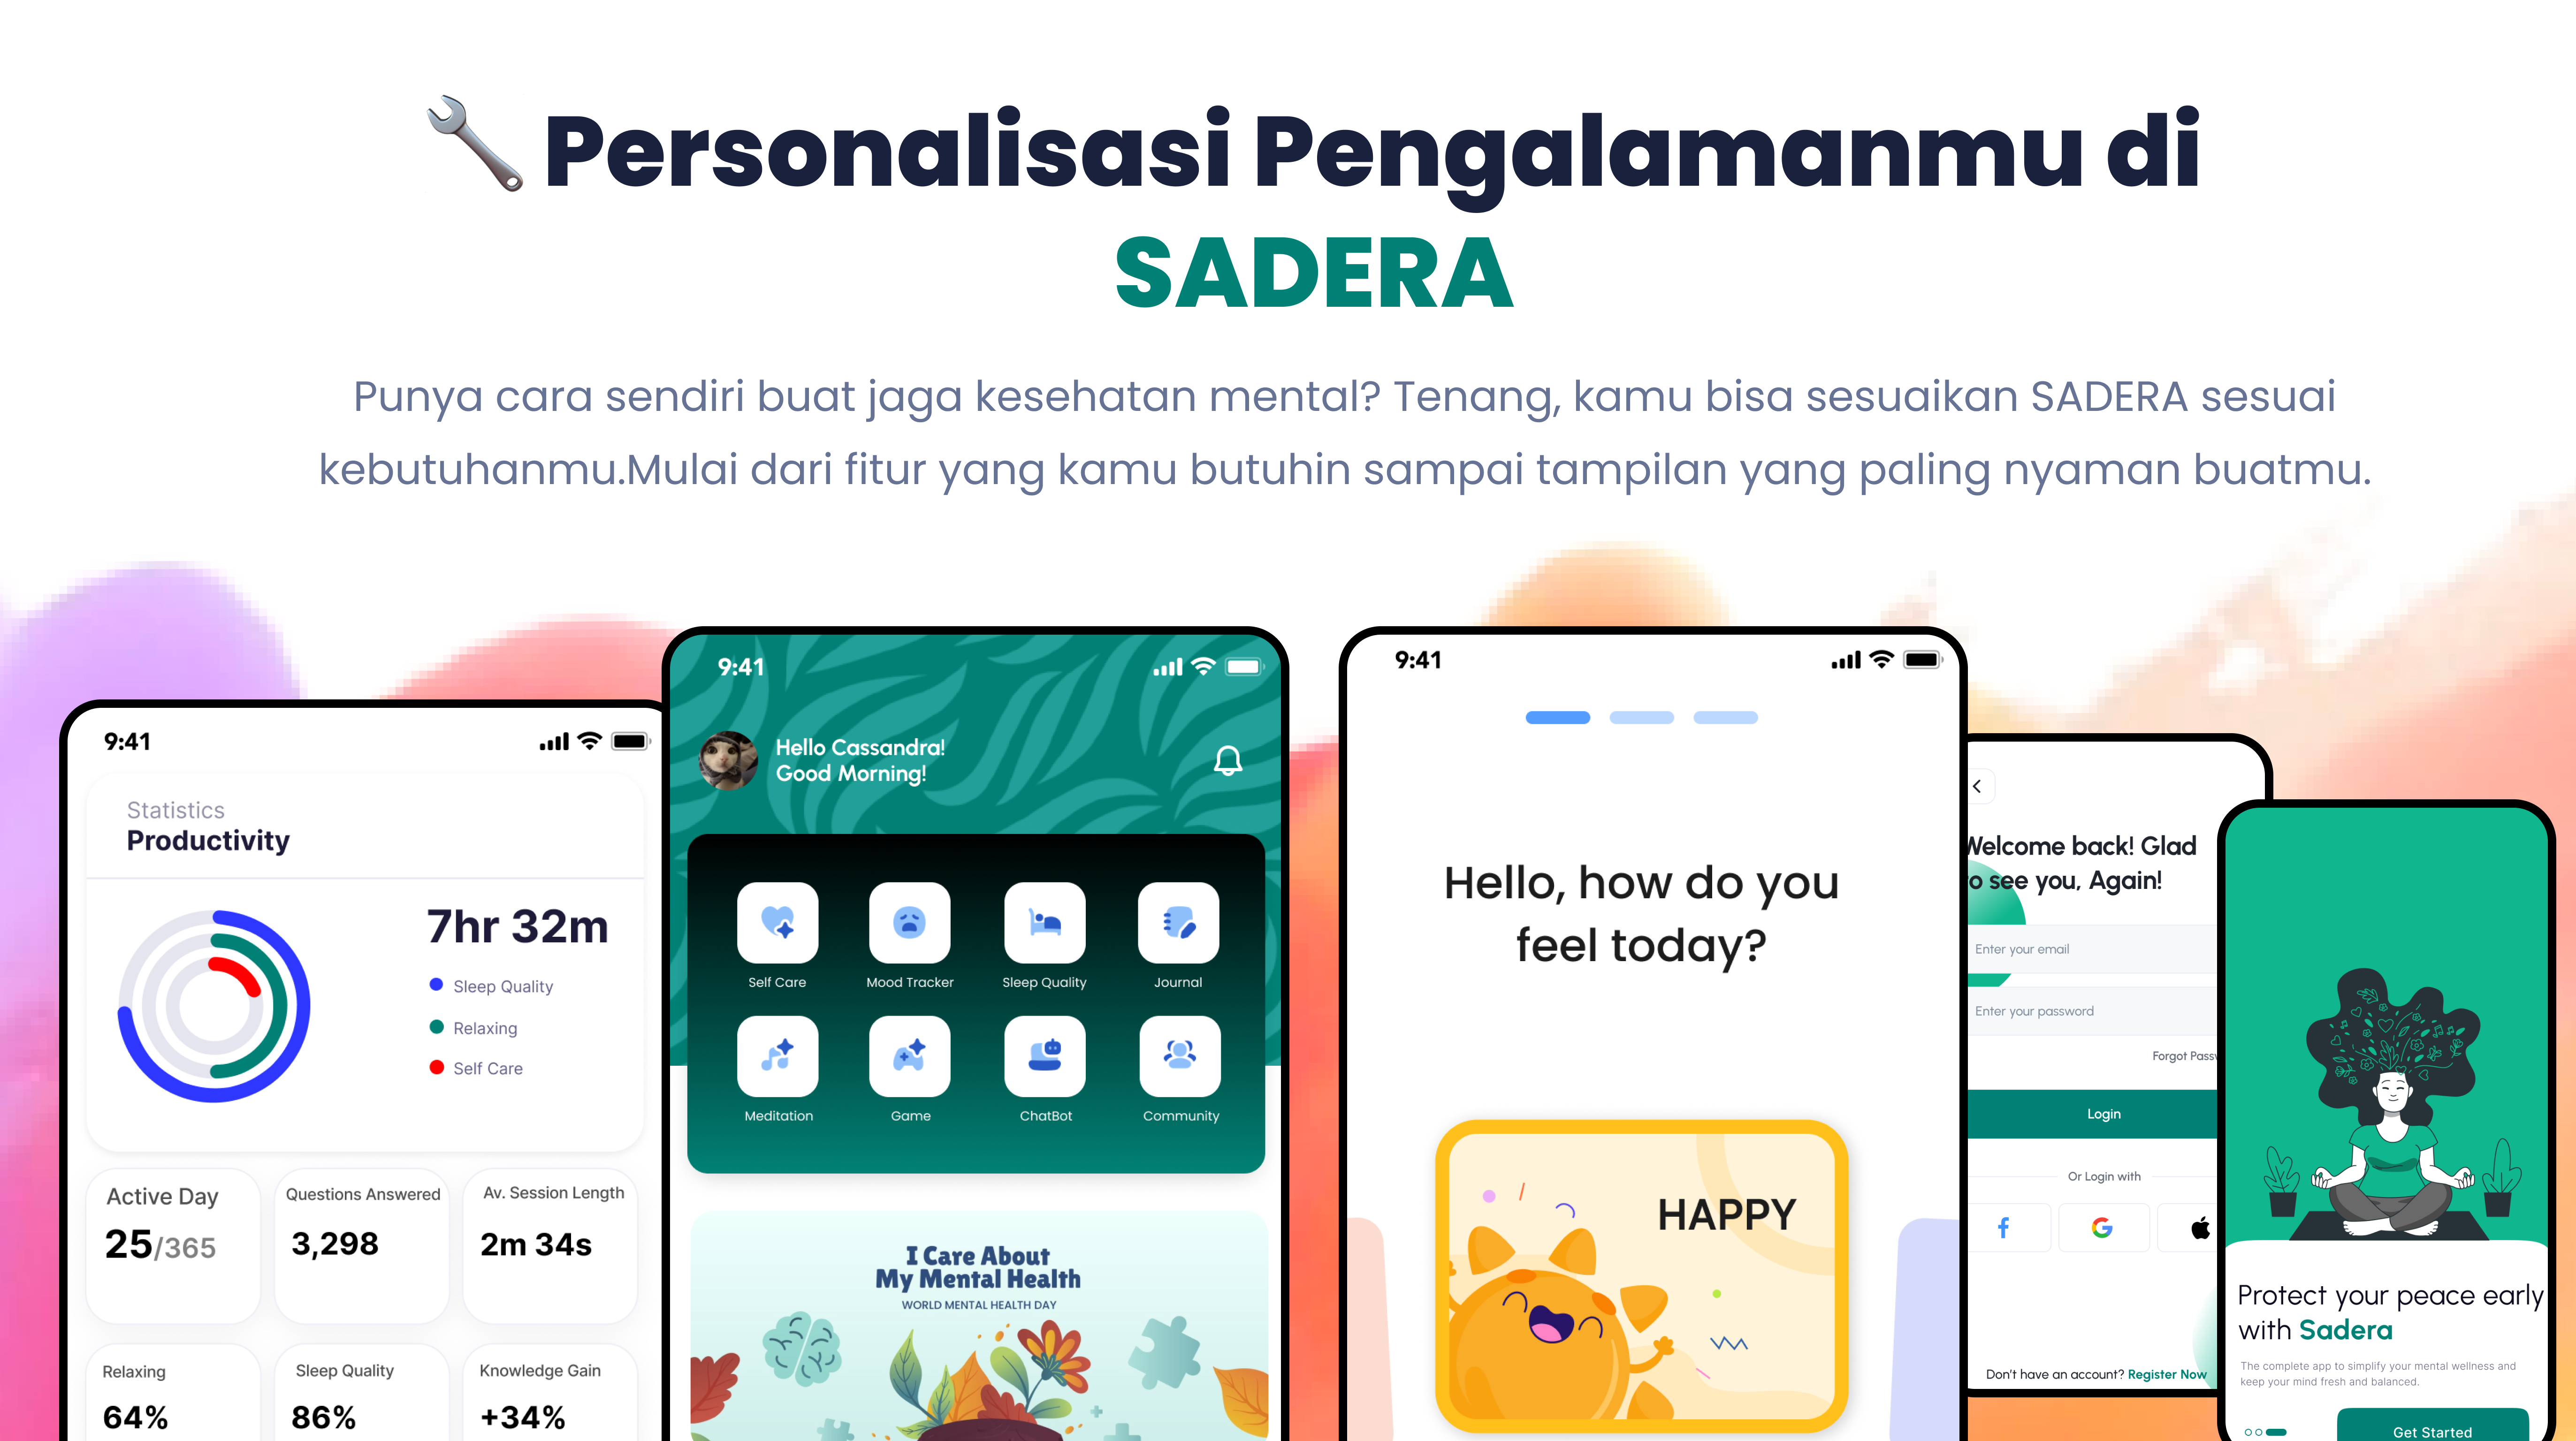 Personalisasi Pengalamanmu di
SADERA
Punya cara sendiri buat jaga kesehatan mental? Tenang, kamu bisa sesuaikan SADERA sesuai
kebutuhanmu.Mulai dari fitur yang kamu butuhin sampai tampilan yang paling nyaman buatmu.
9:41
Statistics
Productivity
7hr 32m
Sleep Quality
Relaxing
Self Care
Active Day
25/365
Questions Answered
3,298
Av. Session Length
2m 34s
Relaxing
64%
Sleep Quality
86%
Knowledge Gain
+34%
9:41
Hello Cassandra!
Good Morning!
Self Care
Mood Tracker
Sleep Quality
Journal
Meditation
Game
ChatBot
Community
I Care About
My Mental Health
WORLD MENTAL HEALTH DAY
9:41
Hello, how do you
feel today?
HAPPY
Welcome back! Glad
to see you, Again!
Enter your email
Enter your password
Forgot Passw
Login
Or Login with
Don't have an account? Register Now
Protect your peace early
with Sadera
The complete app to simplify your mental wellness and
keep your mind fresh and balanced.
Get Started